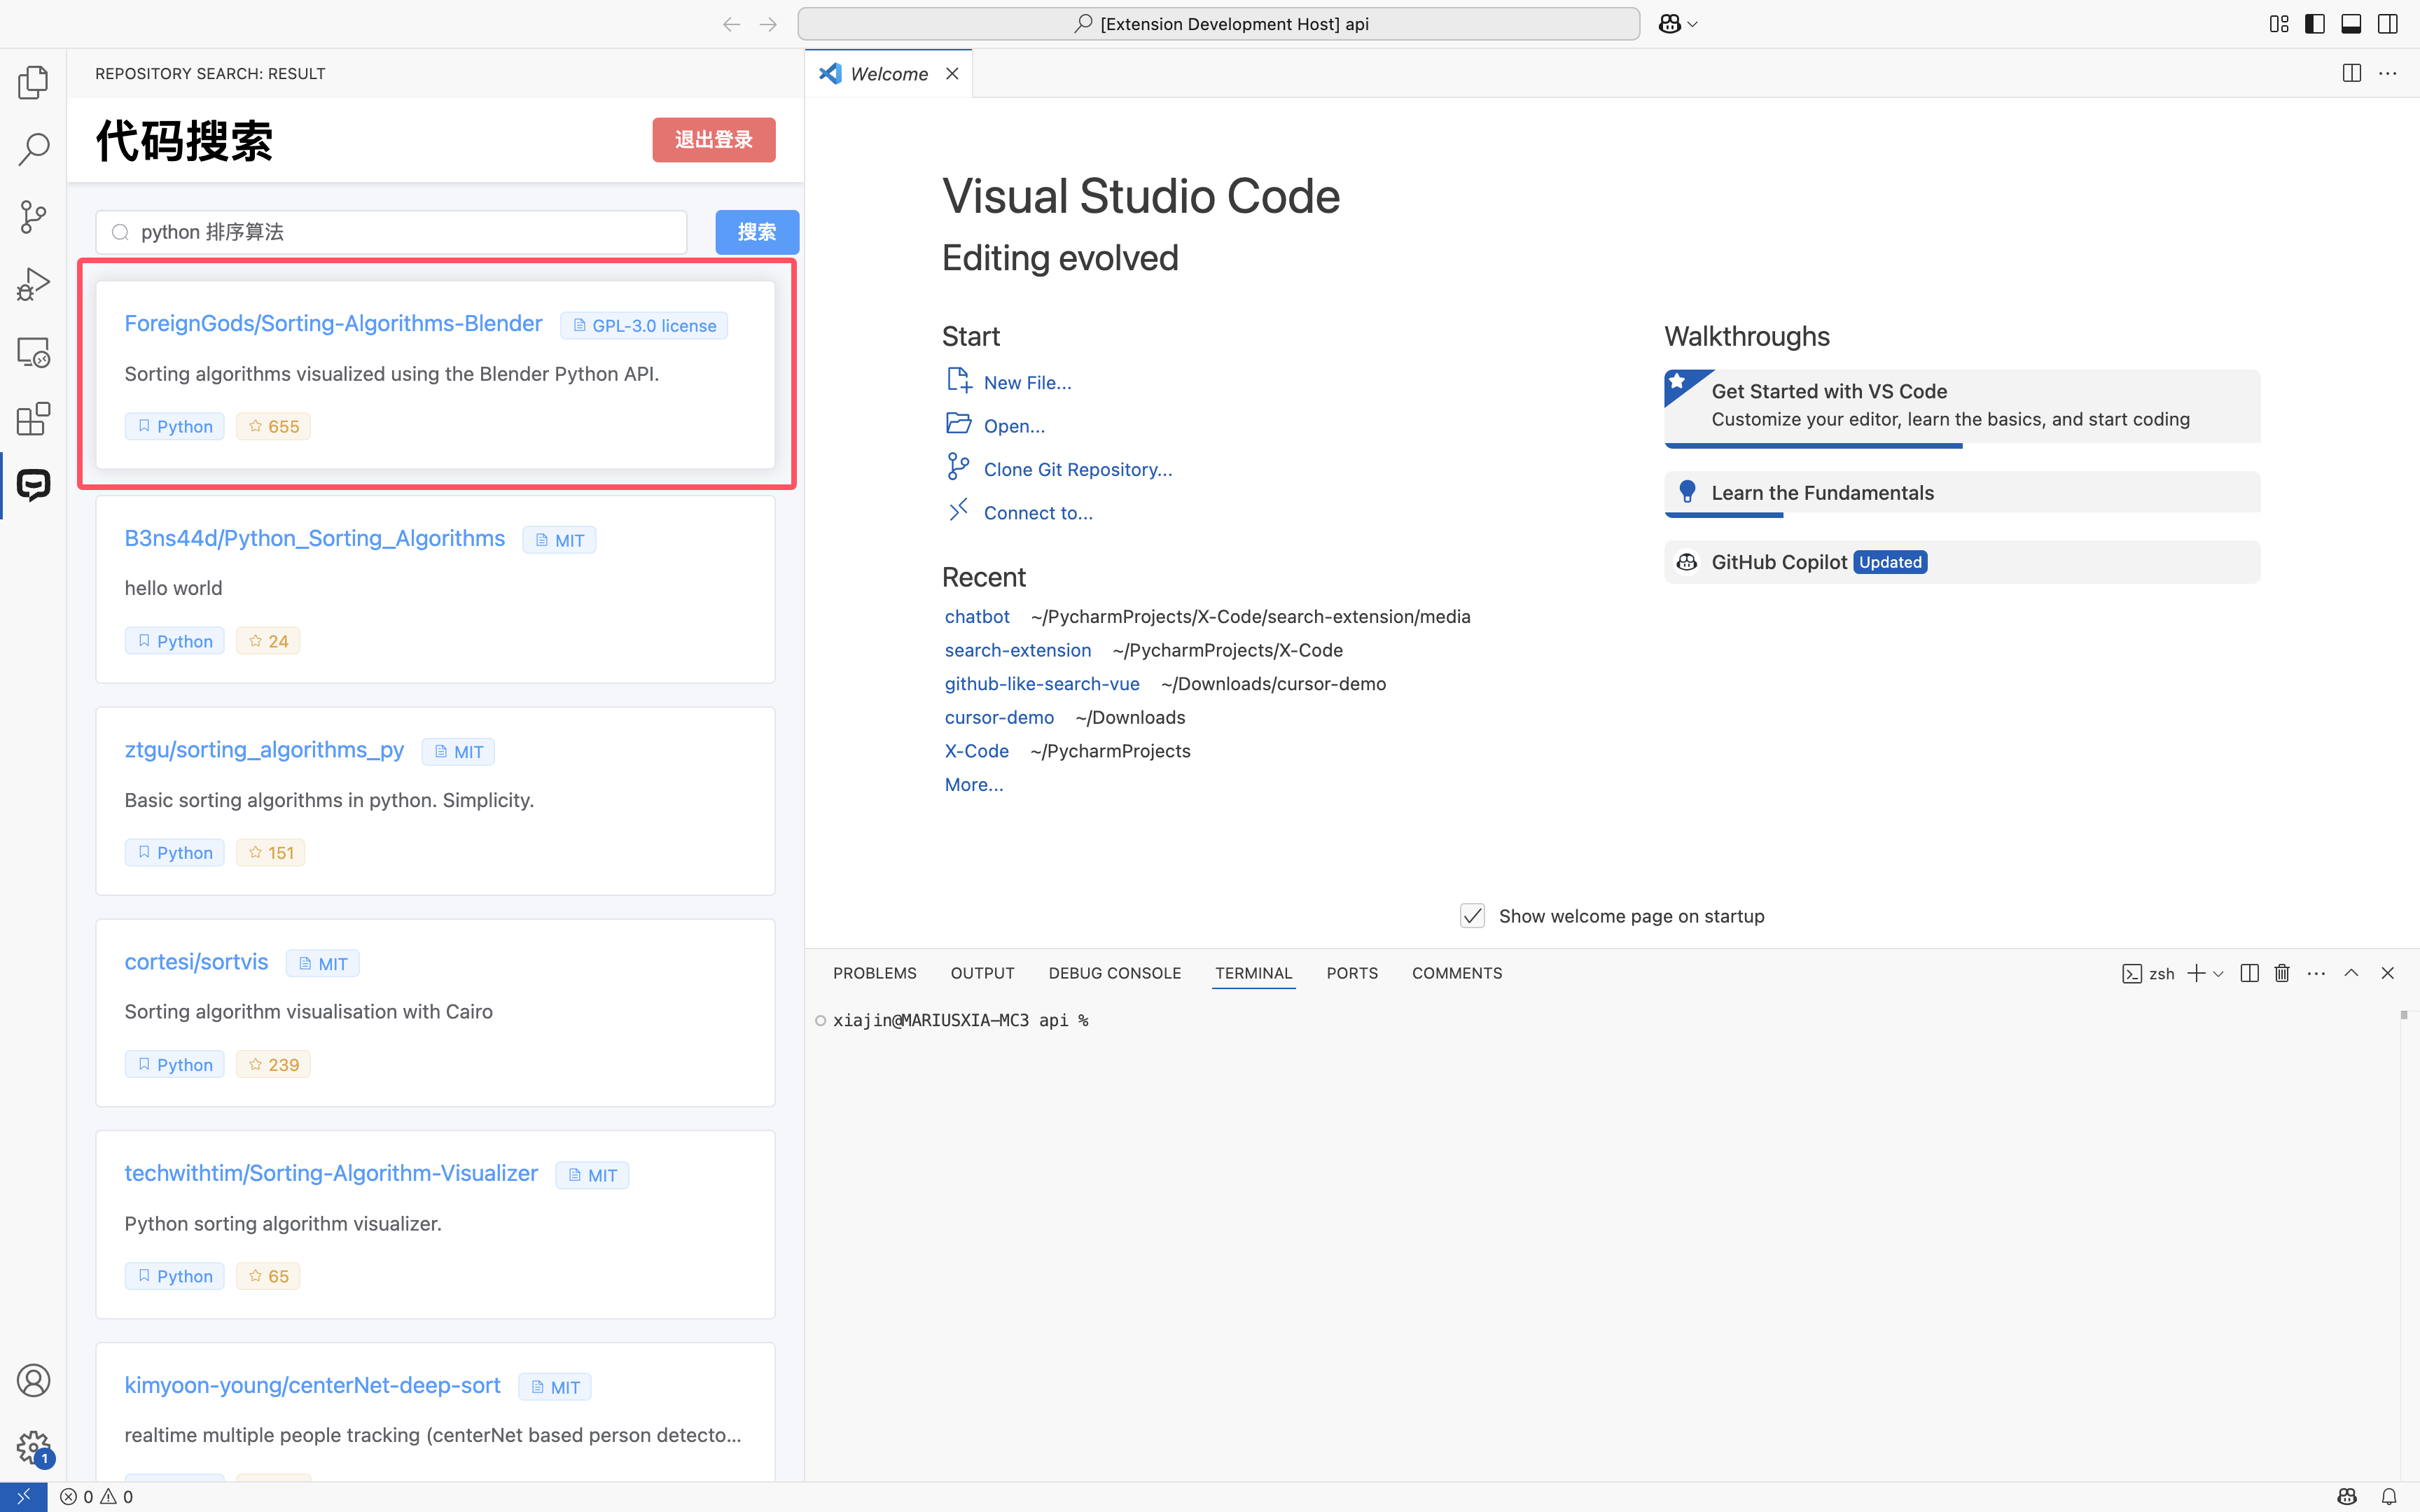 [Extension Development Host] api
REPOSITORY SEARCH: RESULT
代码搜索
退出登录
python 排序算法
搜索
ForeignGods/Sorting-Algorithms-Blender
GPL-3.0 license
Sorting algorithms visualized using the Blender Python API.
Python
655
B3ns44d/Python_Sorting_Algorithms
MIT
hello world
Python
24
ztgu/sorting_algorithms_py
MIT
Basic sorting algorithms in python. Simplicity.
Python
151
cortesi/sortvis
MIT
Sorting algorithm visualisation with Cairo
Python
239
techwithtim/Sorting-Algorithm-Visualizer
MIT
Python sorting algorithm visualizer.
Python
65
kimyoon-young/centerNet-deep-sort
MIT
realtime multiple people tracking (centerNet based person detecto...
Welcome
Visual Studio Code
Editing evolved
Start
New File...
Open...
Clone Git Repository...
Connect to...
Recent
chatbot ~/PycharmProjects/X-Code/search-extension/media
search-extension ~/PycharmProjects/X-Code
github-like-search-vue ~/Downloads/cursor-demo
cursor-demo ~/Downloads
X-Code ~/PycharmProjects
More...
Walkthroughs
Get Started with VS Code
Customize your editor, learn the basics, and start coding
Learn the Fundamentals
GitHub Copilot Updated
Show welcome page on startup
PROBLEMS OUTPUT DEBUG CONSOLE TERMINAL PORTS COMMENTS
zsh
xiajin@MARIUSXIA-MC3 api %
1
0 0